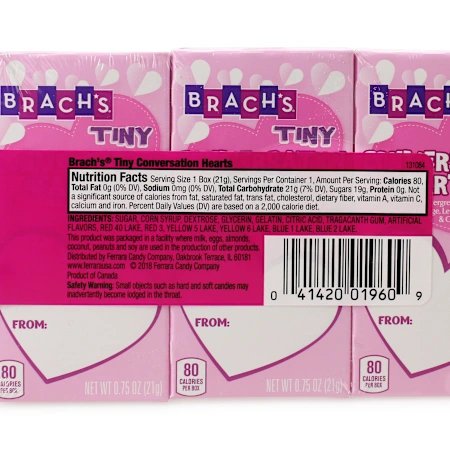 BRACH'S
BRACH'S
BRACH'S
TINY
TINY
Brach's® Tiny Conversation Hearts
Nutrition Facts Serving Size 1 Box (21g), Servings Per Container 1, Amount Per Serving: Calories 80,
Total Fat 0g (0% DV), Sodium 0mg (0% DV), Total Carbohydrate 21g (7% DV), Sugars 19g, Protein 0g. Not
a significant source of calories from fat, saturated fat, trans fat, cholesterol, dietary fiber, vitamin A, vitamin C,
calcium and iron. Percent Daily Values (DV) are based on a 2,000 calorie diet.
INGREDIENTS: SUGAR, CORN SYRUP, DEXTROSE, GLYCERIN, GELATIN, CITRIC ACID, TRAGACANTH GUM, ARTIFICIAL
FLAVORS, RED 40 LAKE, RED 3, YELLOW 5 LAKE, YELLOW 6 LAKE, BLUE 1 LAKE, BLUE 2 LAKE.
This product was packaged in a facility where milk, eggs, almonds,
coconut, peanuts and soy are used in the production of other products.
Distributed by Ferrara Candy Company, Oakbrook Terrace, IL 60181
www.ferrarausa.com © 2018 Ferrara Candy Company
Product of Canada
Safety Warning: Small objects such as hard and soft candies may
inadvertently become lodged in the throat.
0 41420 01960 9
FROM:
FROM:
FROM:
80
CALORIES
PER BOX
NET WT 0.75 OZ (21g)
80
CALORIES
PER BOX
NET WT 0.75 OZ (21g)
80
CALORIES
PER BOX